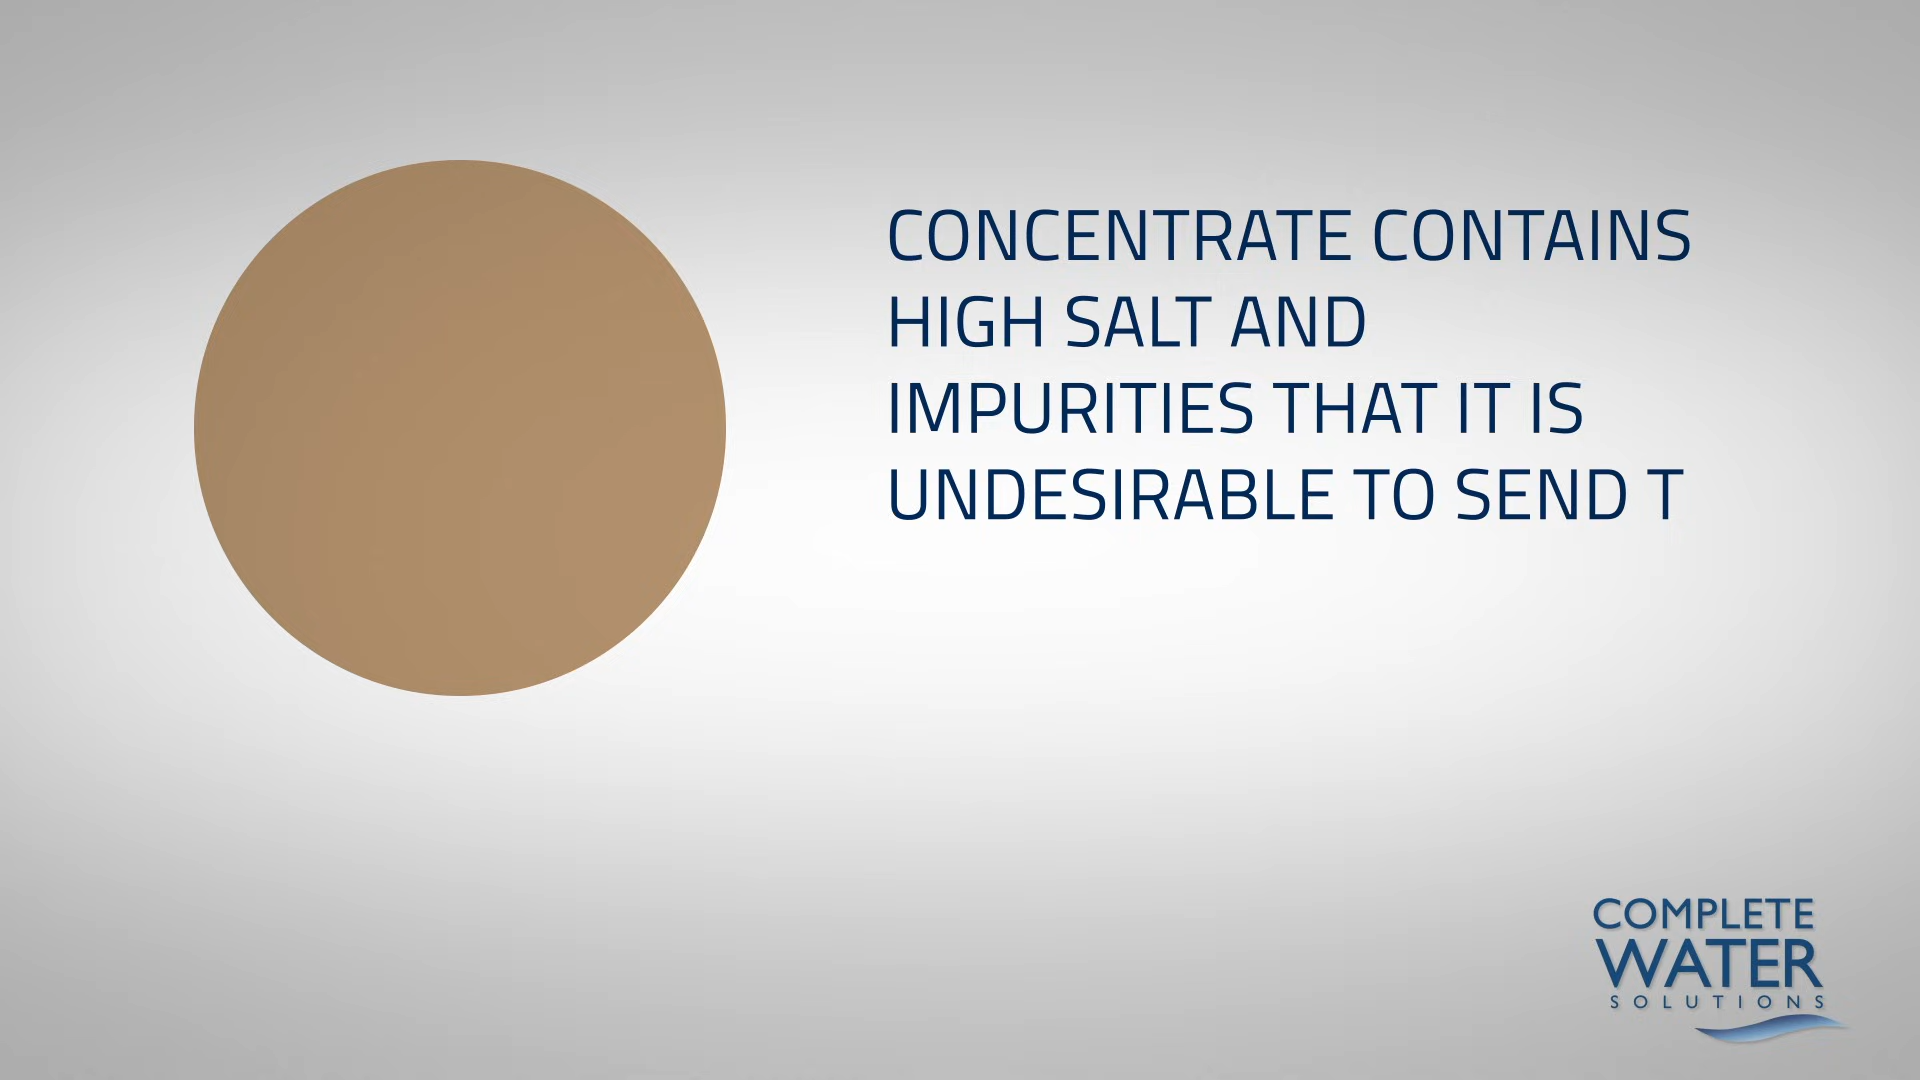 CONCENTRATE CONTAINS
HIGH SALT AND
IMPURITIES THAT IT IS
UNDESIRABLE TO SEND T
COMPLETE
WATER
SOLUTIONS